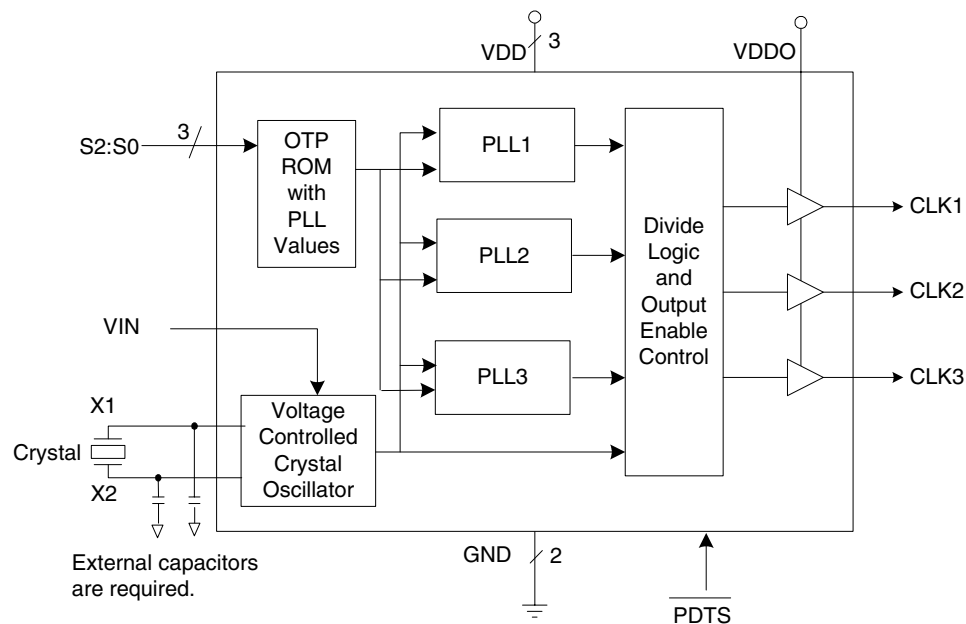 VDD
3
VDDO
S2:S0
3
OTP
ROM
with
PLL
Values
PLL1
PLL2
PLL3
Divide
Logic
and
Output
Enable
Control
CLK1
CLK2
CLK3
VIN
X1
Crystal
X2
Voltage
Controlled
Crystal
Oscillator
External capacitors
are required.
GND
2
PDTS